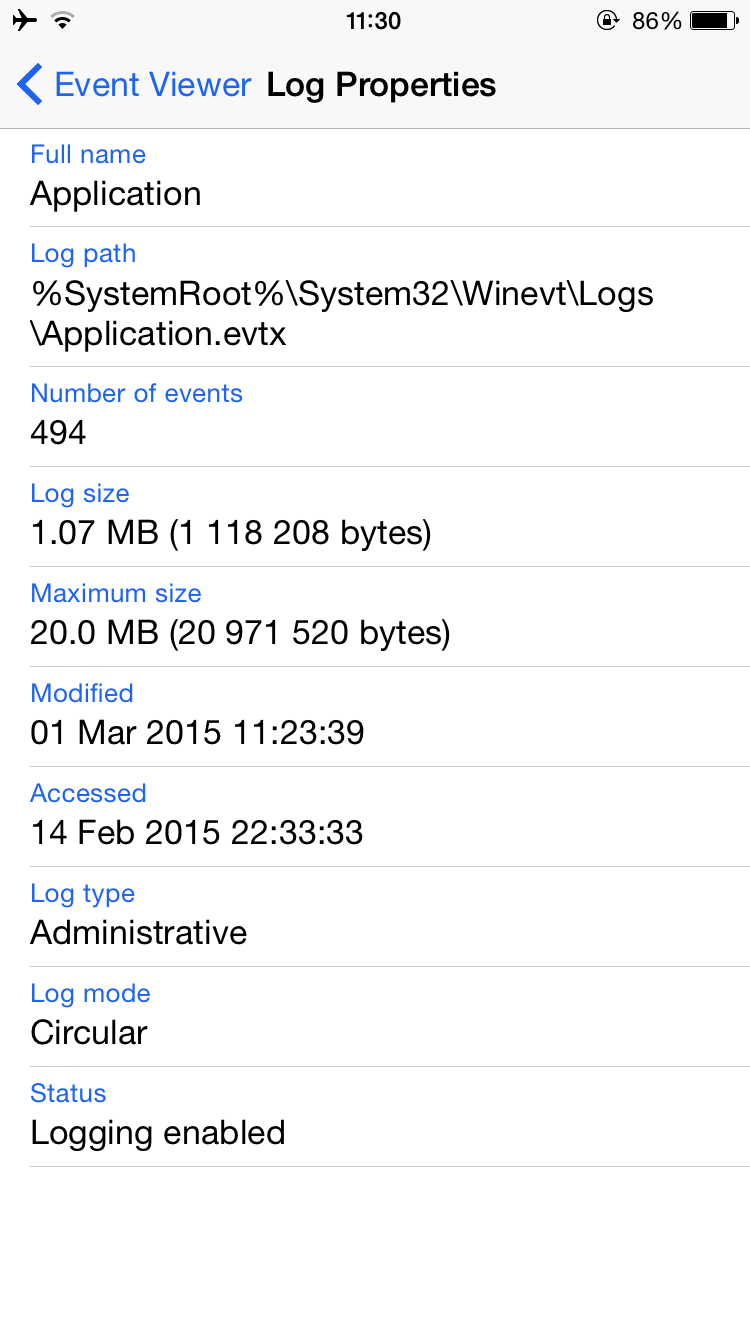 11:30 86%
Event Viewer Log Properties
Full name
Application
Log path
%SystemRoot%\System32\Winevt\Logs
\Application.evtx
Number of events
494
Log size
1.07 MB (1 118 208 bytes)
Maximum size
20.0 MB (20 971 520 bytes)
Modified
01 Mar 2015 11:23:39
Accessed
14 Feb 2015 22:33:33
Log type
Administrative
Log mode
Circular
Status
Logging enabled